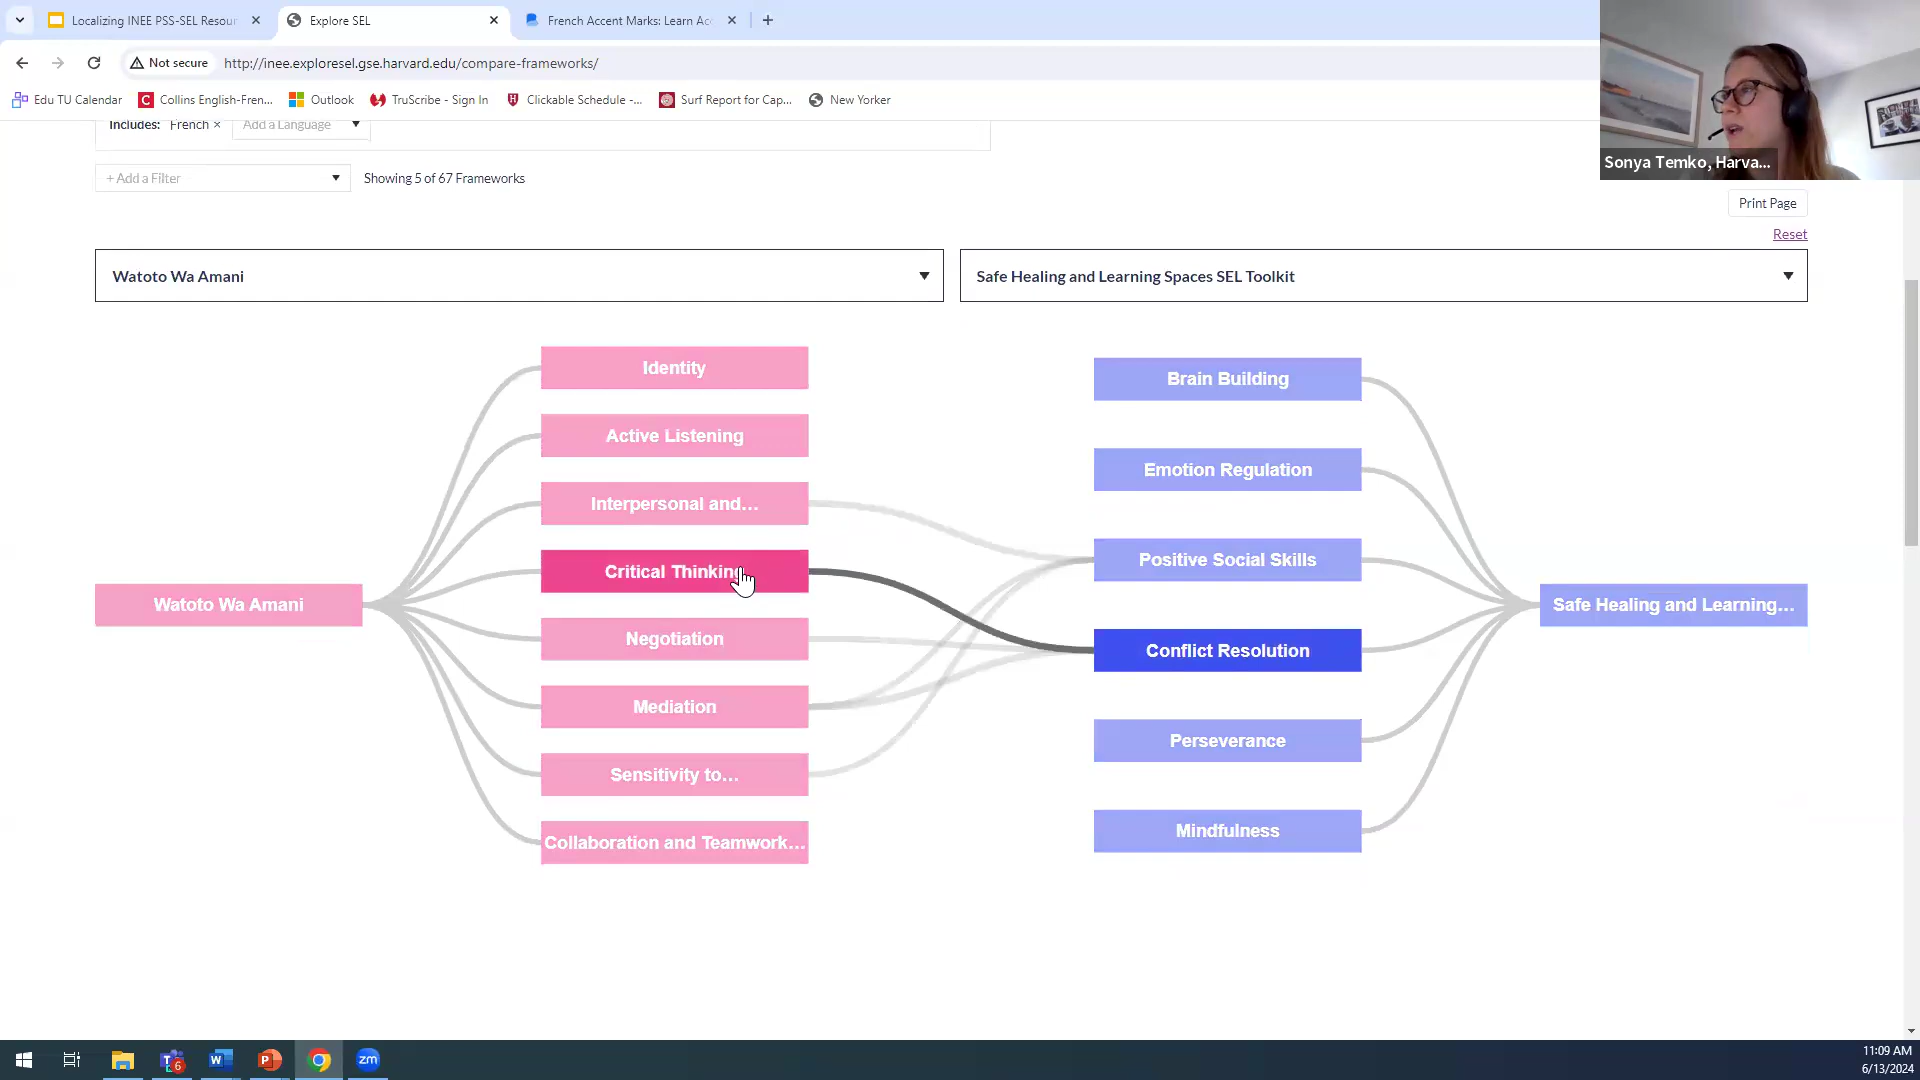 Localizing INEE PSS-SEL Resour
Explore SEL
French Accent Marks: Learn Acc
Not secure
http://inee.exploresel.gse.harvard.edu/compare-frameworks/
Edu TU Calendar
Collins English-Fren...
Outlook
TruScribe - Sign In
Clickable Schedule -...
Surf Report for Cap...
New Yorker
Sonya Temko, Harva...
Includes: French × Add a Language
+ Add a Filter
Showing 5 of 67 Frameworks
Print Page
Reset
Watoto Wa Amani
Safe Healing and Learning Spaces SEL Toolkit
Identity
Active Listening
Interpersonal and...
Critical Thinking
Negotiation
Mediation
Sensitivity to...
Collaboration and Teamwork...
Watoto Wa Amani
Brain Building
Emotion Regulation
Positive Social Skills
Conflict Resolution
Perseverance
Mindfulness
Safe Healing and Learning...
6
zm
11:09 AM
6/13/2024